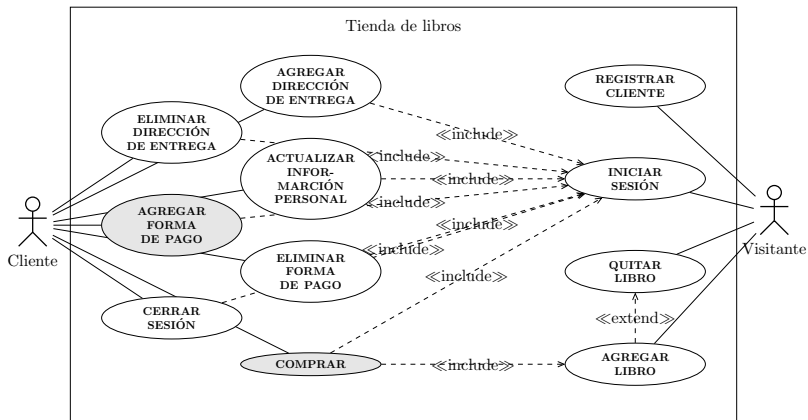 Tienda de libros
AGREGAR
DIRECCIÓN
DE ENTREGA
REGISTRAR
CLIENTE
ELIMINAR
DIRECCIÓN
DE ENTREGA
≪include≫
≪include≫
ACTUALIZAR
INFOR-
MARCIÓN
PERSONAL
≪include≫
INICIAR
SESIÓN
AGREGAR
FORMA
DE PAGO
≪include≫
≪include≫
Cliente
Visitante
≪include≫
ELIMINAR
FORMA
DE PAGO
≪include≫
QUITAR
LIBRO
CERRAR
SESIÓN
≪extend≫
COMPRAR
≪include≫
AGREGAR
LIBRO